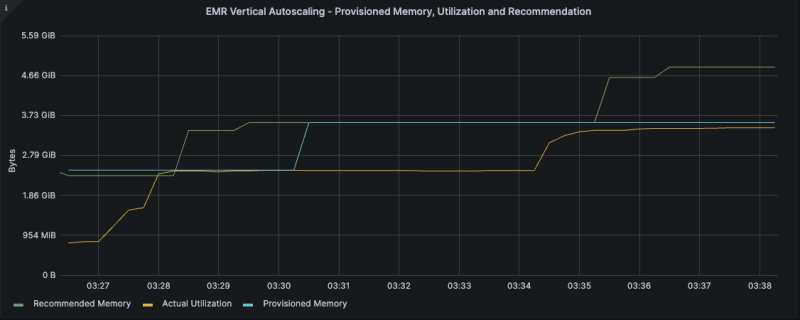 i
EMR Vertical Autoscaling - Provisioned Memory, Utilization and Recommendation
5.59 GiB
4.66 GiB
3.73 GiB
2.79 GiB
1.86 GiB
954 MiB
0 B
Bytes
03:27 03:28 03:29 03:30 03:31 03:32 03:33 03:34 03:35 03:36 03:37 03:38
Recommended Memory Actual Utilization Provisioned Memory